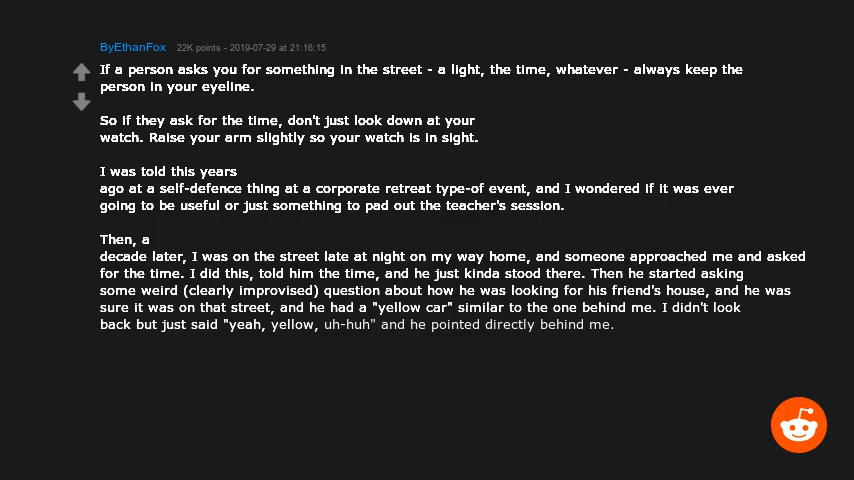 ByEthanFox 22K points - 2019-07-29 at 21:16:15
If a person asks you for something in the street - a light, the time, whatever - always keep the
person in your eyeline.
So if they ask for the time, don't just look down at your
watch. Raise your arm slightly so your watch is in sight.
I was told this years
ago at a self-defence thing at a corporate retreat type-of event, and I wondered if it was ever
going to be useful or just something to pad out the teacher's session.
Then, a
decade later, I was on the street late at night on my way home, and someone approached me and asked
for the time. I did this, told him the time, and he just kinda stood there. Then he started asking
some weird (clearly improvised) question about how he was looking for his friend's house, and he was
sure it was on that street, and he had a "yellow car" similar to the one behind me. I didn't look
back but just said "yeah, yellow, uh-huh" and he pointed directly behind me.